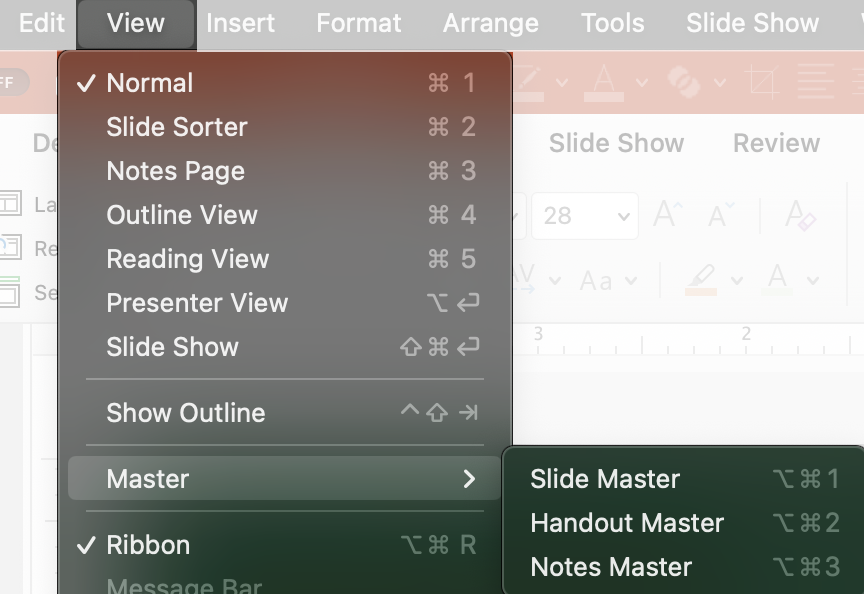 Edit View Insert Format Arrange Tools Slide Show
✓ Normal ⌘ 1
Slide Sorter ⌘ 2
Notes Page ⌘ 3
Slide Show Review
Outline View ⌘ 4
28
Reading View ⌘ 5
Presenter View ⌥ ↩
Aa
Slide Show ⇧ ⌘ ↩
3 2
Show Outline ^ ⇧ ⇥
Master >
Slide Master ⌥⌘1
Handout Master ⌥⌘2
✓ Ribbon ⌥⌘ R
Notes Master ⌥⌘3
Message Bar